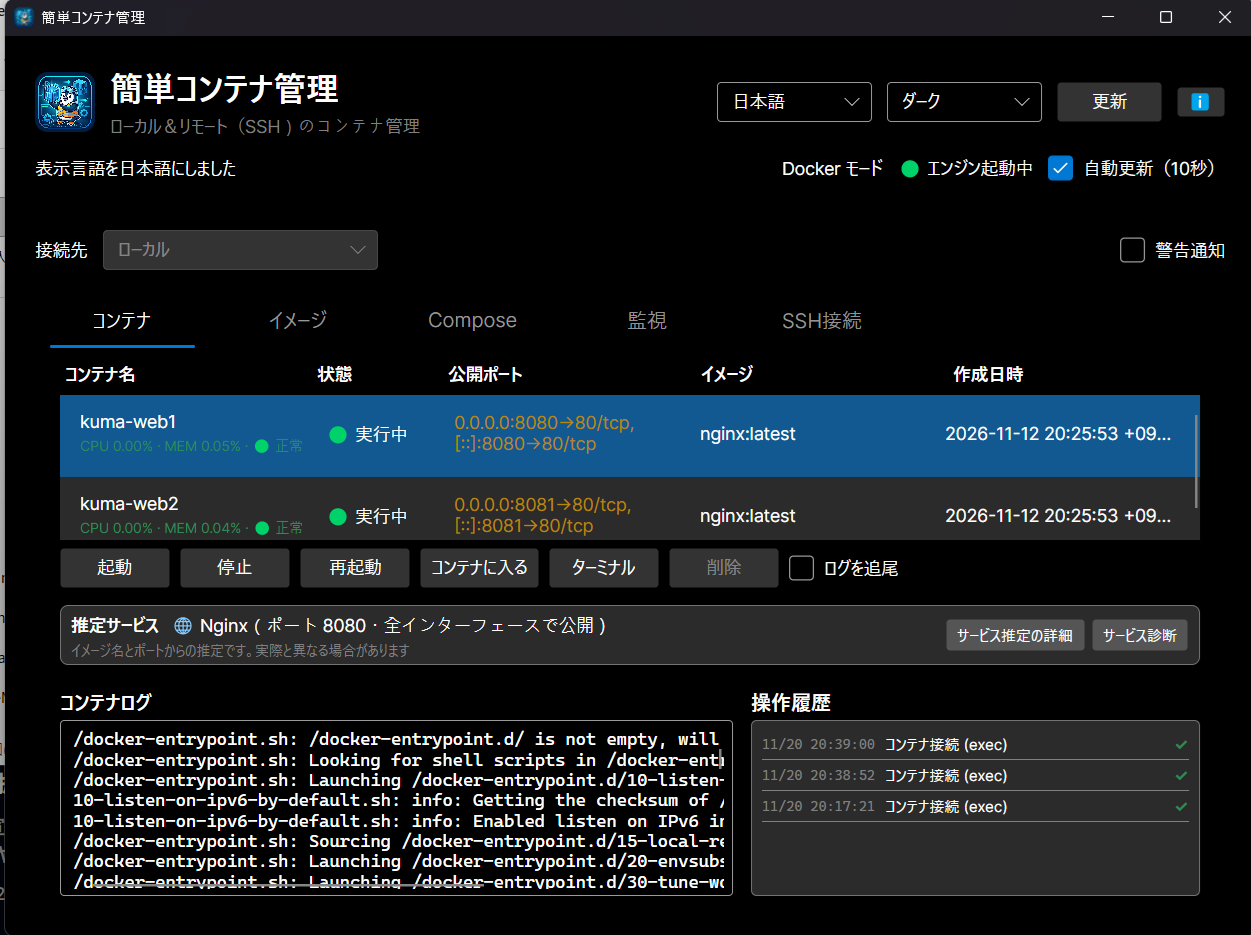 簡単コンテナ管理
簡単コンテナ管理
ローカル＆リモート（SSH）のコンテナ管理
日本語
ダーク
更新
表示言語を日本語にしました
Docker モード
エンジン起動中
自動更新（10秒）
接続先
ローカル
警告通知
コンテナ
イメージ
Compose
監視
SSH接続
コンテナ名
状態
公開ポート
イメージ
作成日時
kuma-web1
CPU 0.00% · MEM 0.05% · 正常
実行中
0.0.0.0:8080→80/tcp,
[::]:8080→80/tcp
nginx:latest
2026-11-12 20:25:53 +09...
kuma-web2
CPU 0.00% · MEM 0.04% · 正常
実行中
0.0.0.0:8081→80/tcp,
[::]:8081→80/tcp
nginx:latest
2026-11-12 20:25:53 +09...
起動
停止
再起動
コンテナに入る
ターミナル
削除
ログを追尾
推定サービス Nginx ( ポート 8080 · 全インターフェースで公開 )
イメージ名とポートからの推定です。実際と異なる場合があります
サービス推定の詳細
サービス診断
コンテナログ
/docker-entrypoint.sh: /docker-entrypoint.d/ is not empty, will
/docker-entrypoint.sh: Looking for shell scripts in /docker-ent
/docker-entrypoint.sh: Launching /docker-entrypoint.d/10-listen-
10-listen-on-ipv6-by-default.sh: info: Getting the checksum of /
10-listen-on-ipv6-by-default.sh: info: Enabled listen on IPv6 in
/docker-entrypoint.sh: Sourcing /docker-entrypoint.d/15-local-re
/docker-entrypoint.sh: Launching /docker-entrypoint.d/20-envsubs
/docker-entrypoint.sh: Launching /docker-entrypoint.d/30-tune-wo
操作履歴
11/20 20:39:00 コンテナ接続 (exec)
11/20 20:38:52 コンテナ接続 (exec)
11/20 20:17:21 コンテナ接続 (exec)